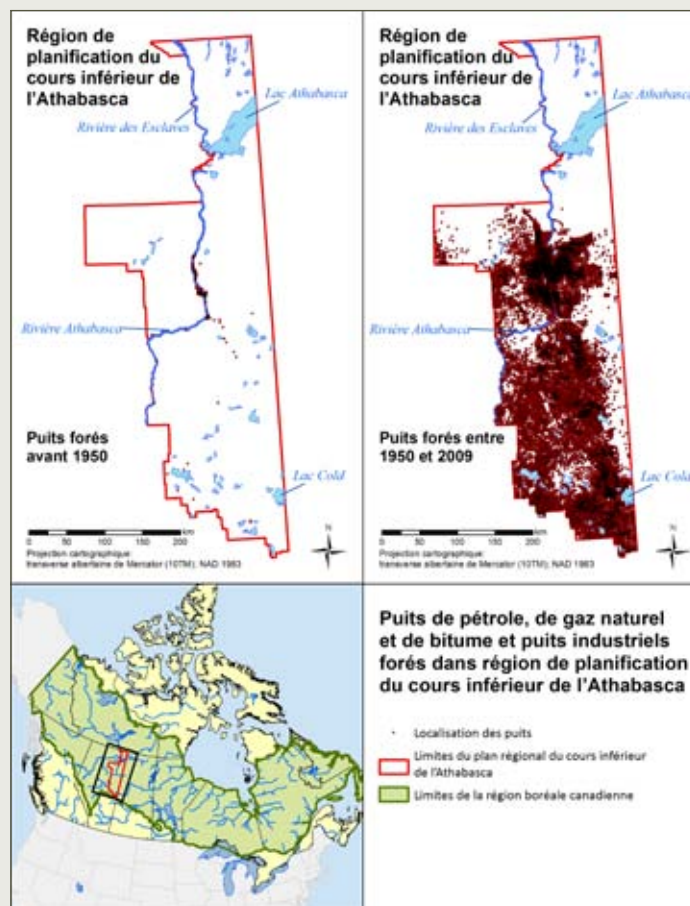 Région de
planification du
cours inférieur de
l'Athabasca
Lac Athabasca
Rivière des Esclaves
Rivière Athabasca
Puits forés
avant 1950
Lac Cold
0 50 100 150 200 km
N
Projection cartographique:
transverse albertaine de Mercator (10TM), NAD 1983
Région de
planification du
cours inférieur de
l'Athabasca
Lac Athabasca
Rivière des Esclaves
Rivière Athabasca
Puits forés entre
1950 et 2009
Lac Cold
0 50 100 150 200 km
N
Projection cartographique:
transverse albertaine de Mercator (10TM), NAD 1983
Puits de pétrole, de gaz naturel
et de bitume et puits industriels
forés dans région de planification
du cours inférieur de l'Athabasca
Localisation des puits
Limites du plan régional du cours inférieur
de l'Athabasca
Limites de la région boréale canadienne